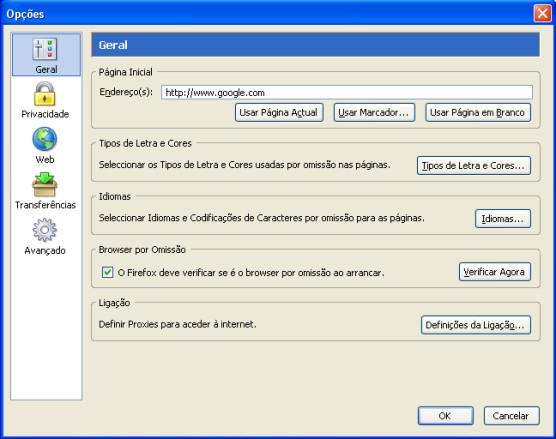 Opções
Geral
Privacidade
Web
Transferências
Avançado
Geral
Página Inicial
Endereço(s): http://www.google.com
Usar Página Actual Usar Marcador... Usar Página em Branco
Tipos de Letra e Cores
Seleccionar os Tipos de Letra e Cores usadas por omissão nas páginas. Tipos de Letra e Cores...
Idiomas
Seleccionar Idiomas e Codificações de Caracteres por omissão para as páginas. Idiomas...
Browser por Omissão
O Firefox deve verificar se é o browser por omissão ao arrancar. Verificar Agora
Ligação
Definir Proxies para aceder à internet. Definições da Ligação...
OK Cancelar